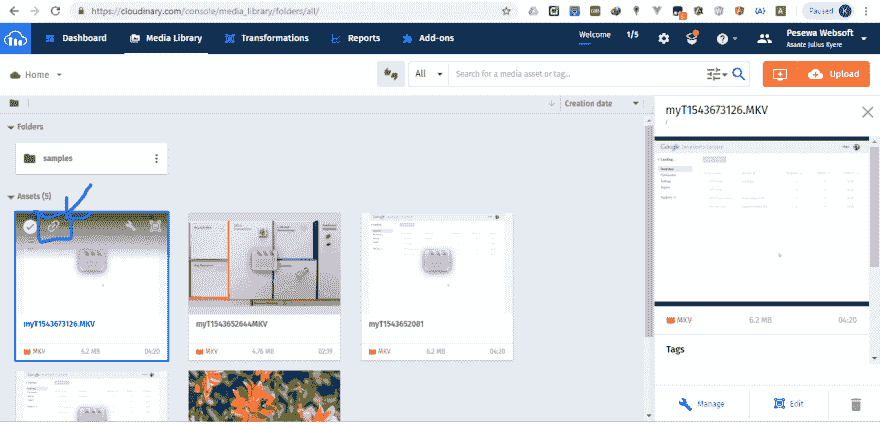 https://cloudinary.com/console/media_library/folders/all/
Paused
K
Dashboard
Media Library
Transformations
Reports
Add-ons
Welcome
1/5
Pesewa Websoft
Asante Julius Kyere
Home
All
Search for a media asset or tag...
Upload
Creation date
Folders
samples
Assets (5)
myT1543673126.MKV
MKV 6.2 MB 04:20
myT1543652644MKV
MKV 4.76 MB 02:19
myT1543652081
MKV 6.2 MB 04:20
myT1543673126.MKV
/
Google
MKV 6.2 MB 04:20
Tags
Manage
Edit